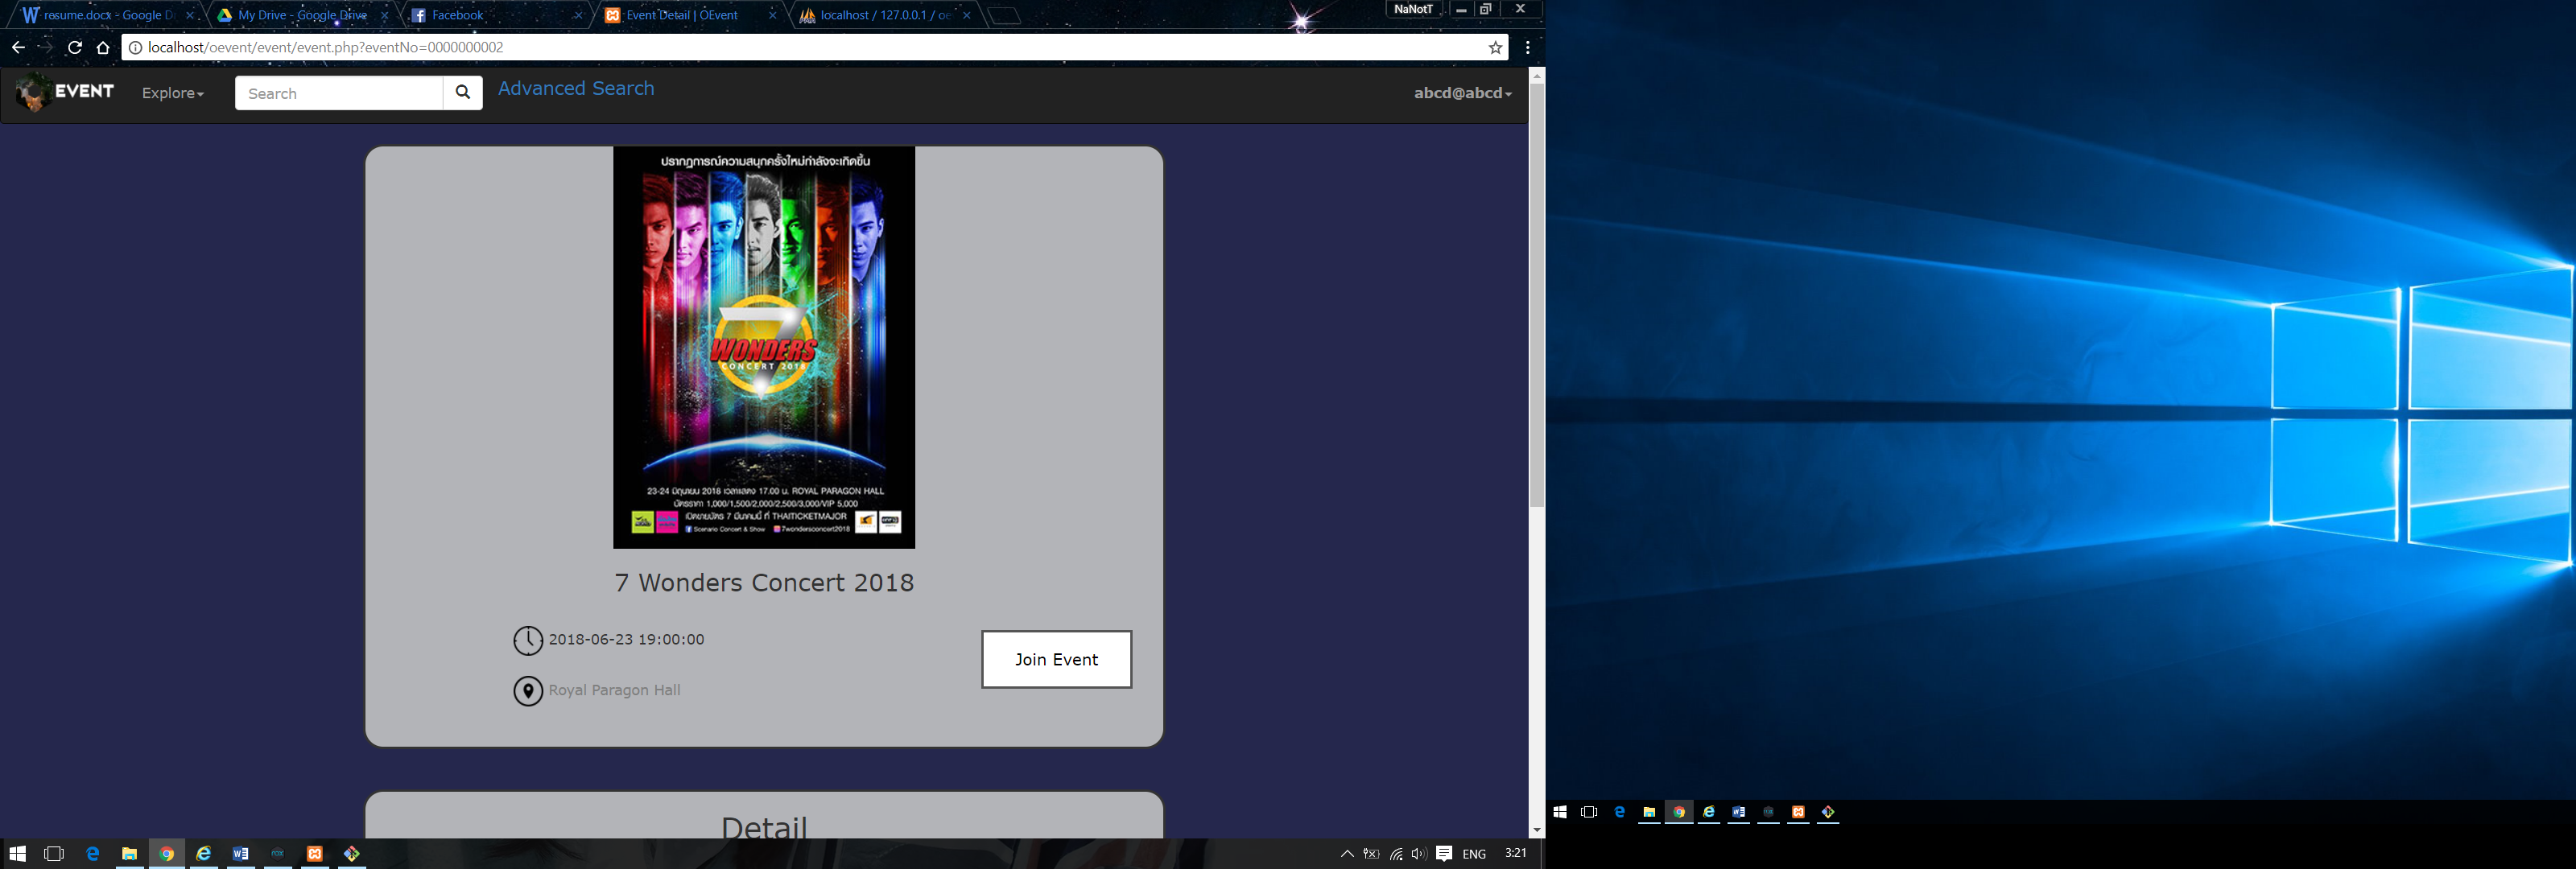 resume.docx - Google D
My Drive - Google Drive
Facebook
Event Detail | OEvent
localhost / 127.0.0.1 / oe
NaNotT
localhost/oevent/event/event.php?eventNo=0000000002
EVENT
Explore
Search
Advanced Search
abcd@abcd
ปรากฏการณ์ความสนุกครั้งใหม่กำลังจะเกิดขึ้น
7
WONDERS
CONCERT 2018
23-24 มิถุนายน 2018 เวลาแสดง 17.00 น. ROYAL PARAGON HALL
บัตรราคา 1,000/1,500/2,000/2,500/3,000/VIP 5,000
เปิดขายบัตร 7 มีนาคมนี้ ที่ THAITICKETMAJOR
Scenario Concert & Show 7wondersconcert2018
7 Wonders Concert 2018
2018-06-23 19:00:00
Join Event
Royal Paragon Hall
Detail
ENG
3:21